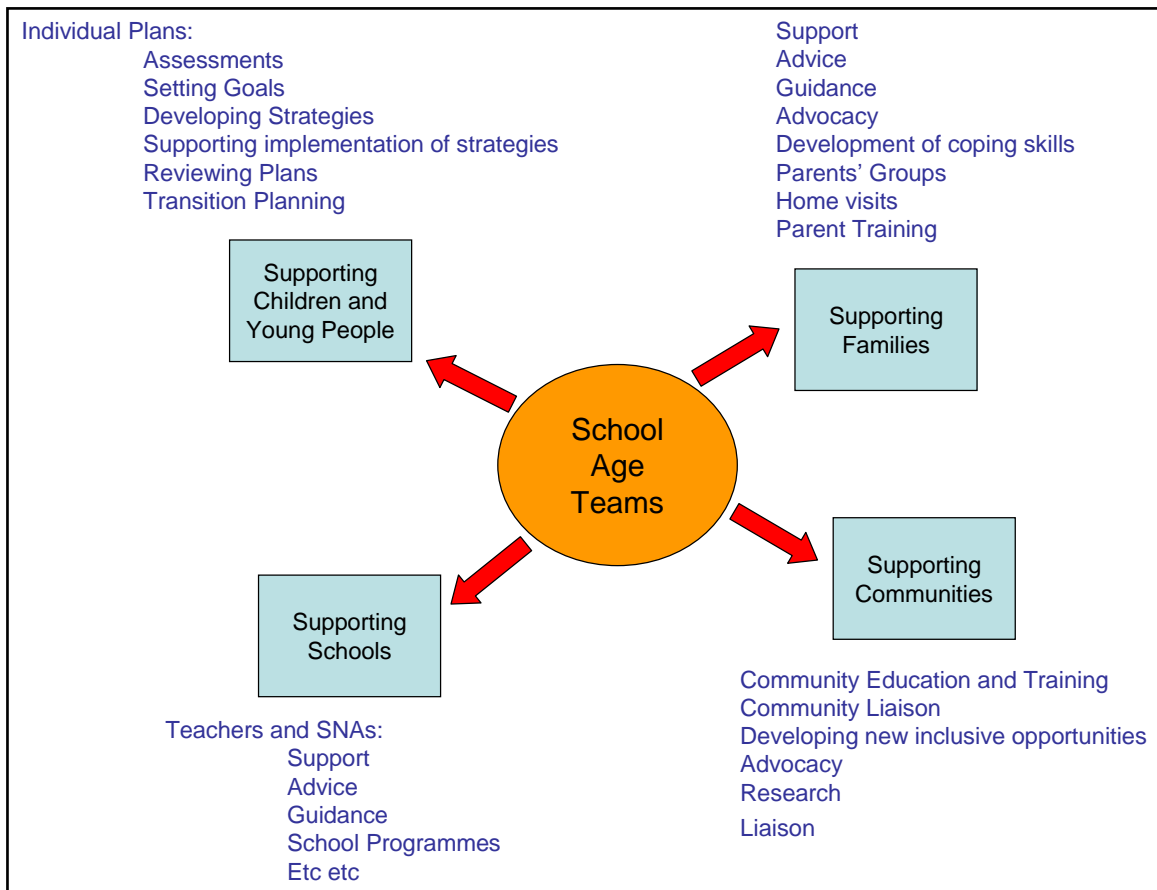 Individual Plans:
Assessments
Setting Goals
Developing Strategies
Supporting implementation of strategies
Reviewing Plans
Transition Planning
Support
Advice
Guidance
Advocacy
Development of coping skills
Parents' Groups
Home visits
Parent Training
Supporting
Children and
Young People
Supporting
Families
School
Age
Teams
Supporting
Schools
Supporting
Communities
Teachers and SNAs:
Support
Advice
Guidance
School Programmes
Etc etc
Community Education and Training
Community Liaison
Developing new inclusive opportunities
Advocacy
Research
Liaison